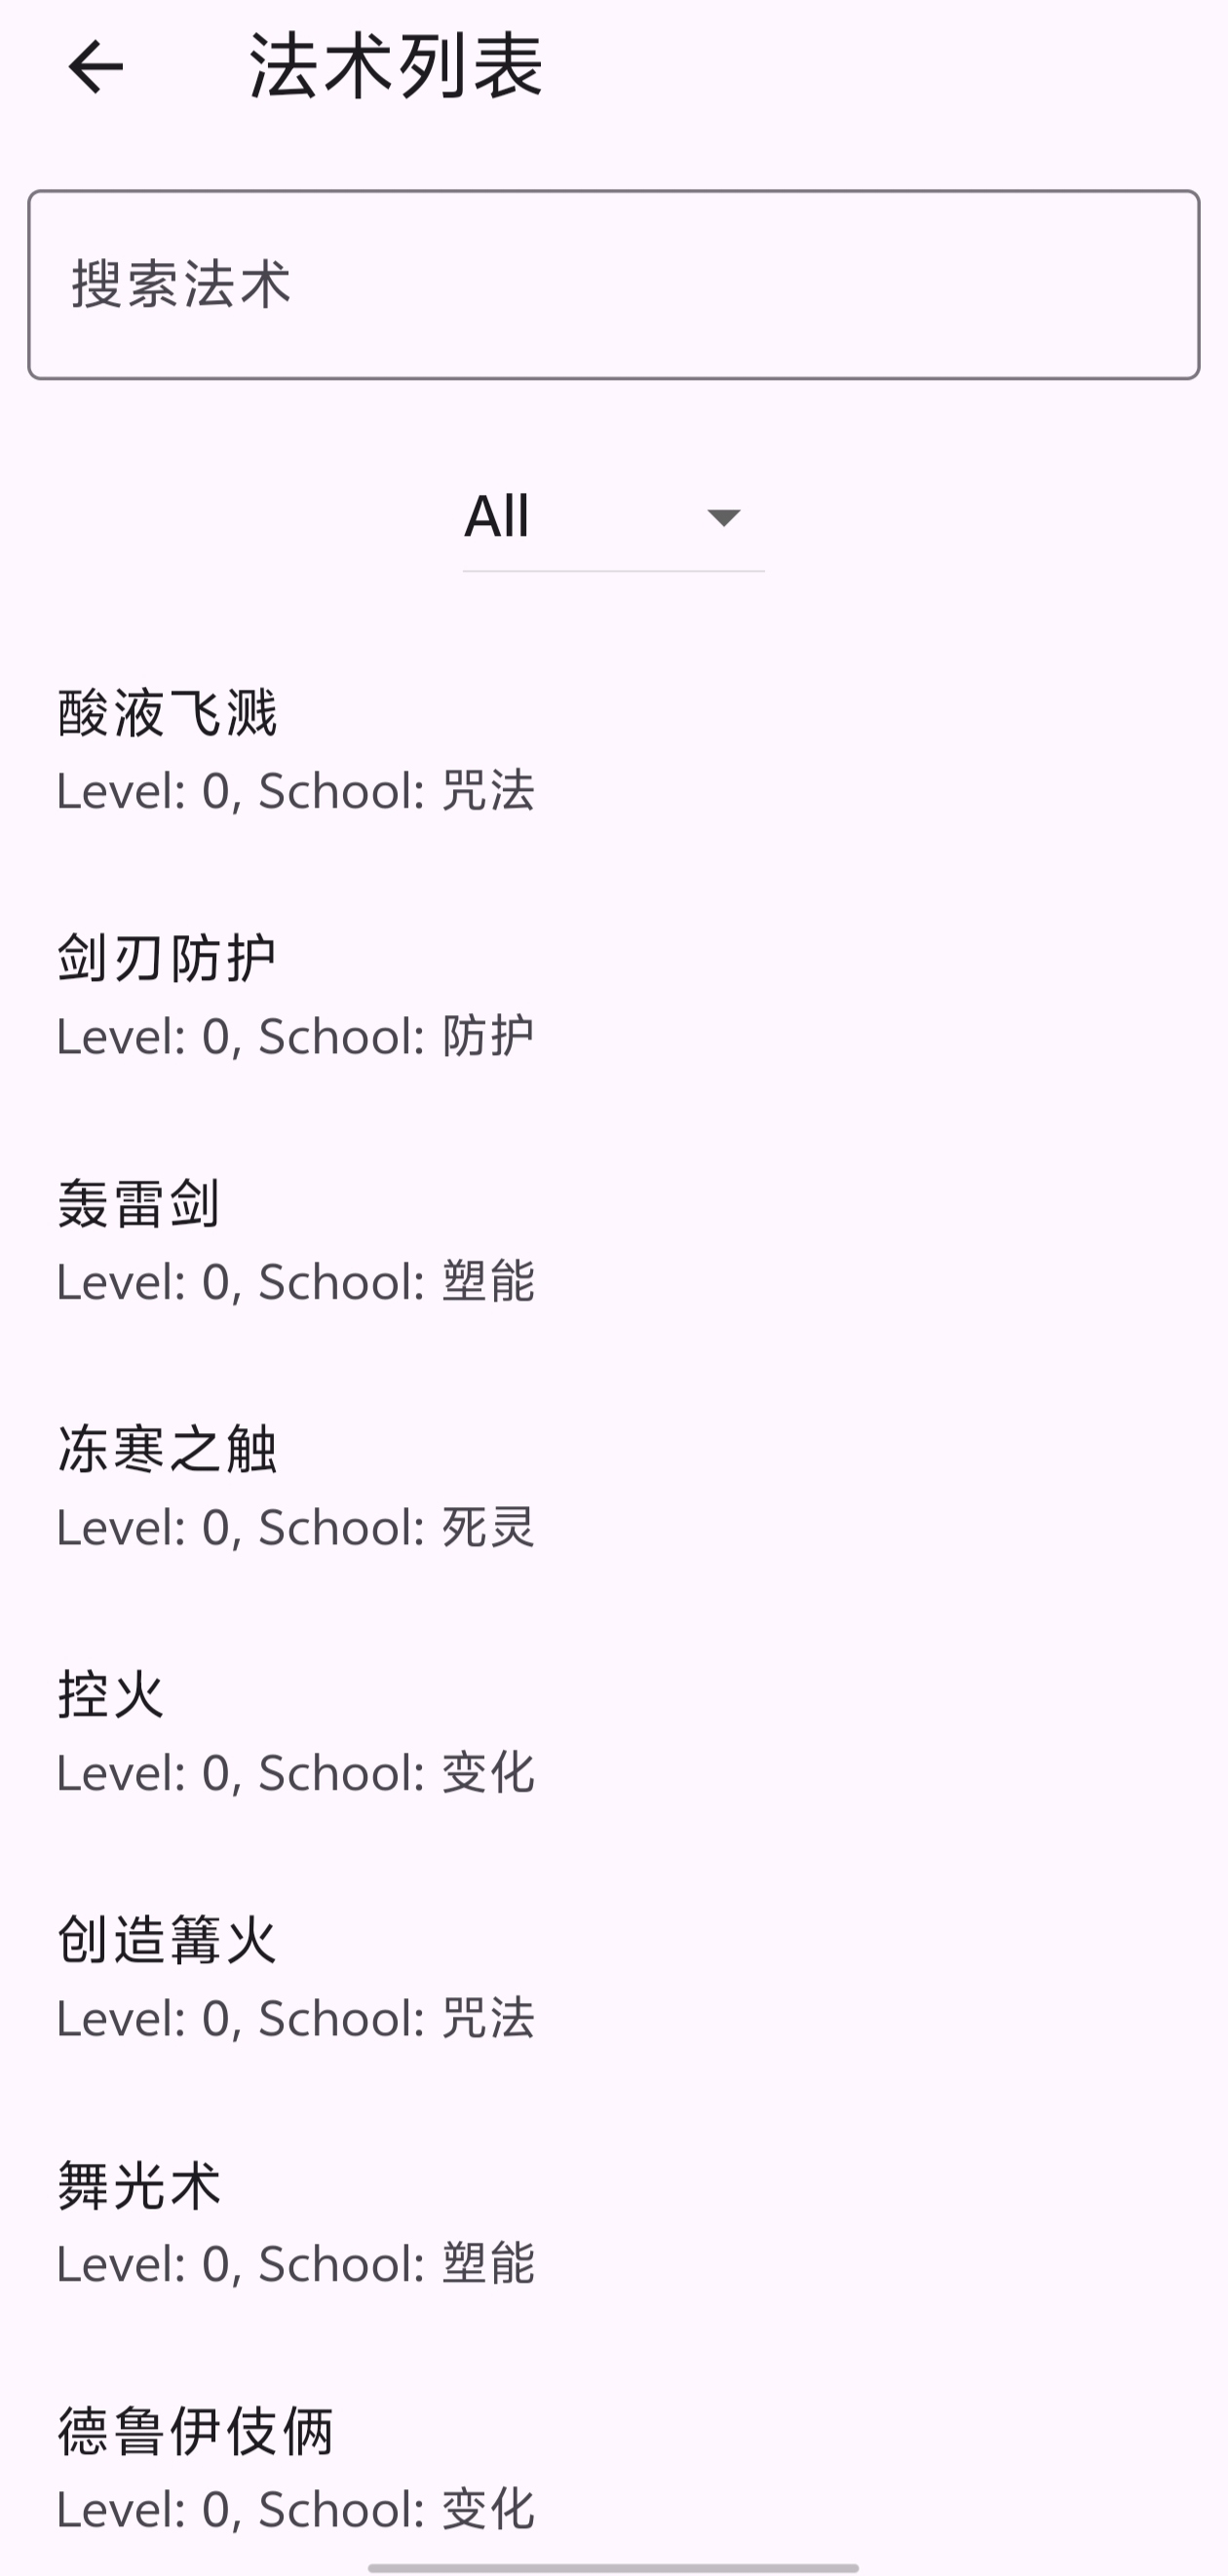 法术列表
搜索法术
All
酸液飞溅
Level: 0, School: 咒法
剑刃防护
Level: 0, School: 防护
轰雷剑
Level: 0, School: 塑能
冻寒之触
Level: 0, School: 死灵
控火
Level: 0, School: 变化
创造篝火
Level: 0, School: 咒法
舞光术
Level: 0, School: 塑能
德鲁伊伎俩
Level: 0, School: 变化